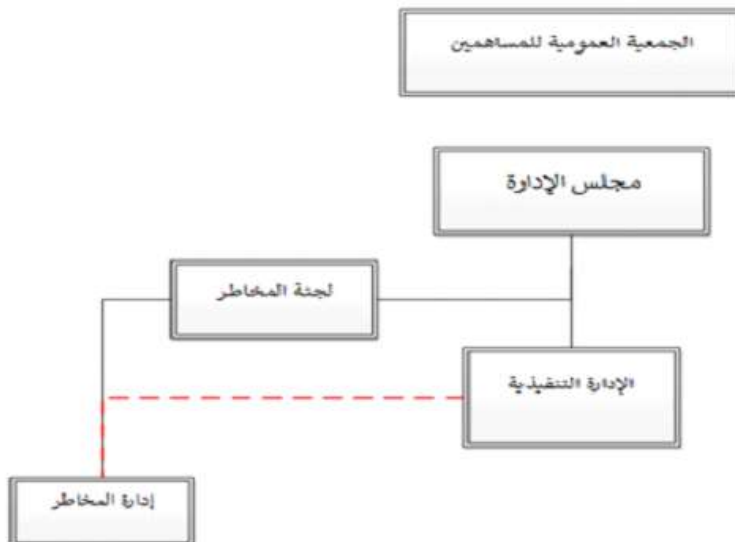 الجمعية العمومية للمساهمين
مجلس الإدارة
لجنة المخاطر
الإدارة التنفيذية
إدارة المخاطر